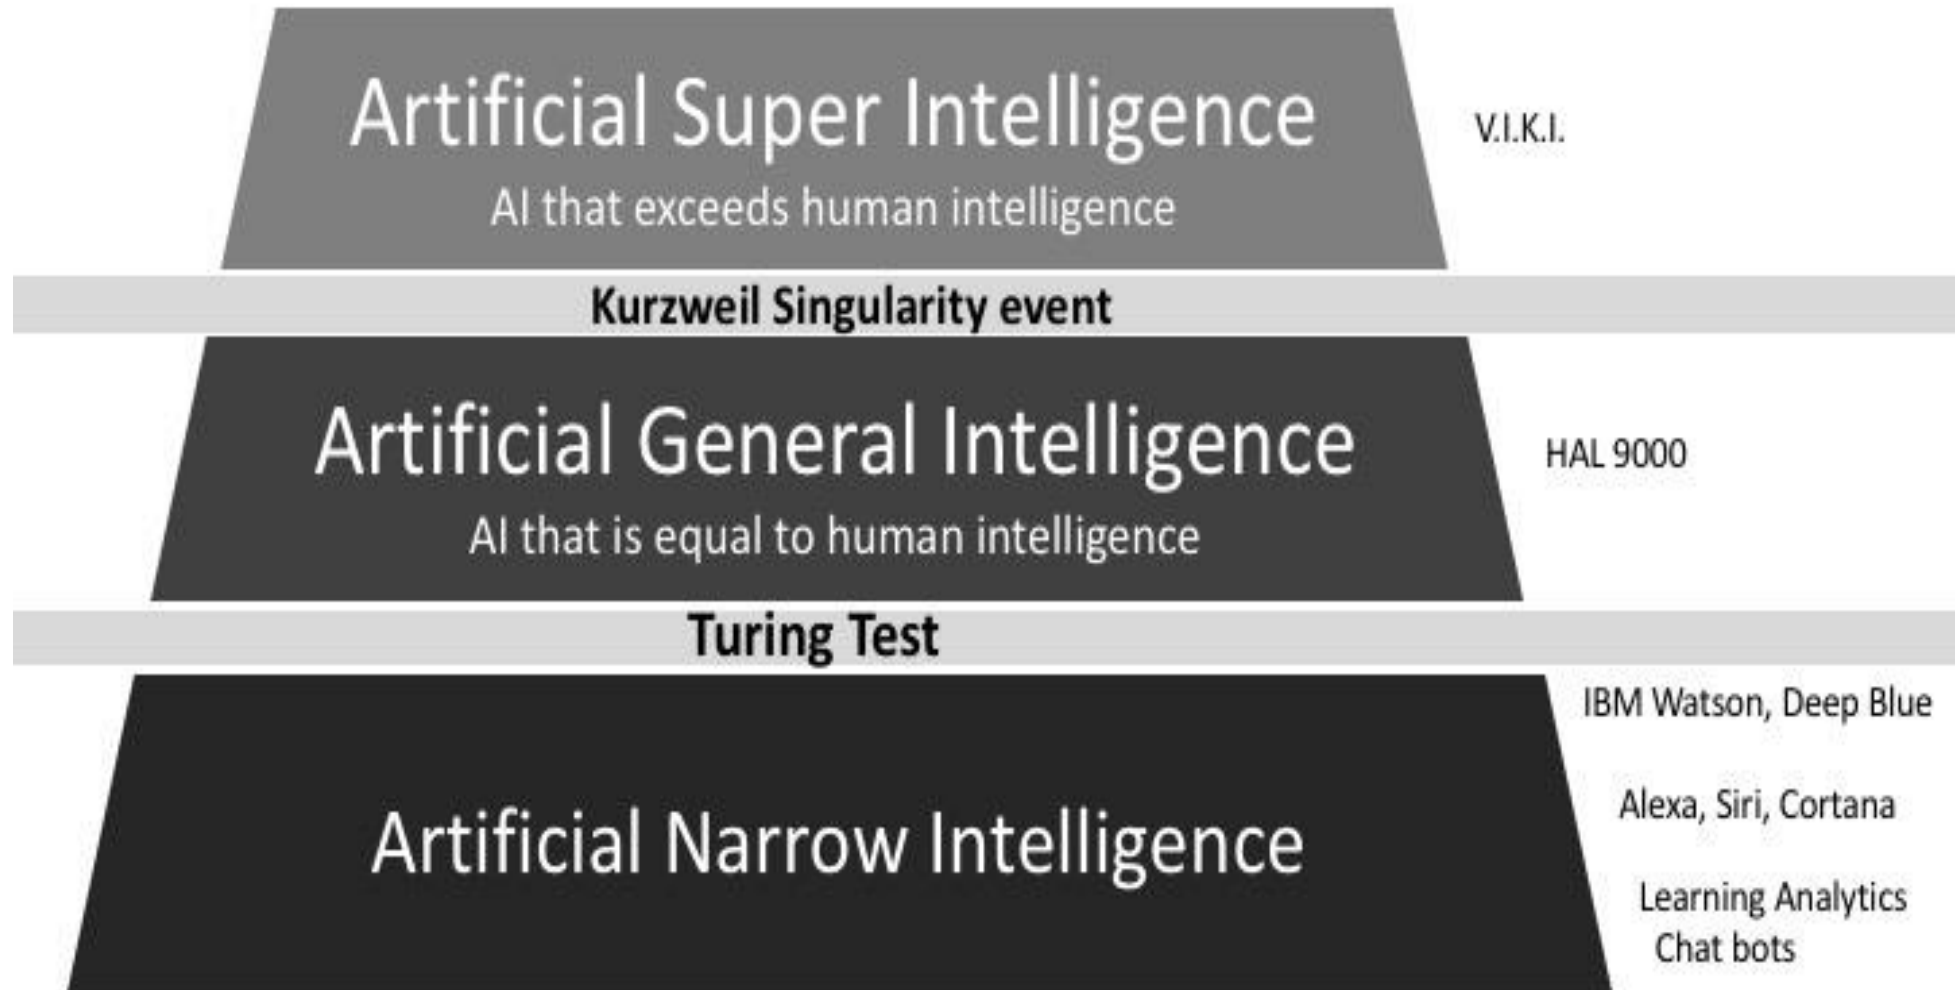 Artificial Super Intelligence
V.I.K.I.
AI that exceeds human intelligence
Kurzweil Singularity event
Artificial General Intelligence
HAL 9000
AI that is equal to human intelligence
Turing Test
IBM Watson, Deep Blue
Alexa, Siri, Cortana
Artificial Narrow Intelligence
Learning Analytics
Chat bots